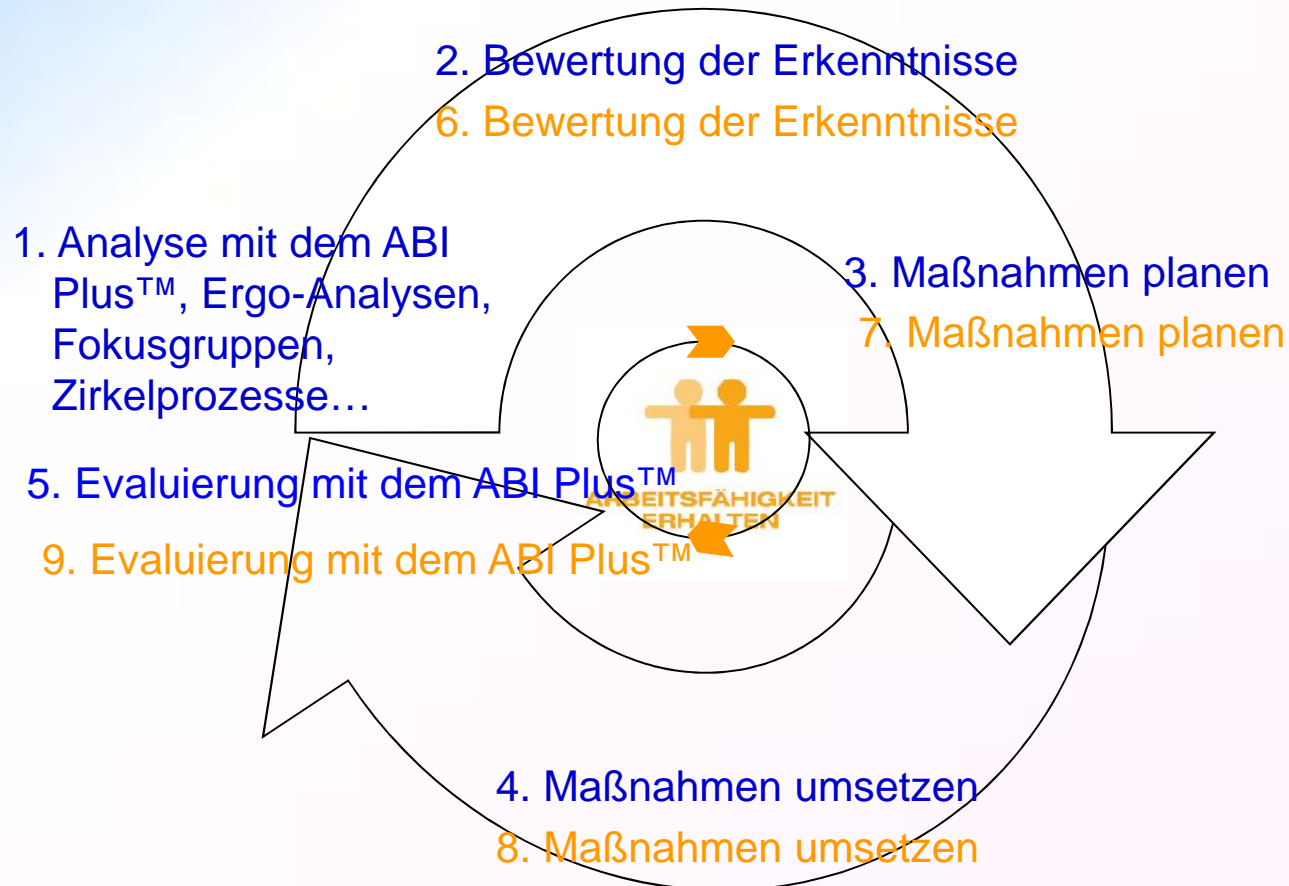 2. Bewertung der Erkenntnisse
6. Bewertung der Erkenntnisse
1. Analyse mit dem ABI
Plus™, Ergo-Analysen,
Fokusgruppen,
Zirkelprozesse…
3. Maßnahmen planen
7. Maßnahmen planen
5. Evaluierung mit dem ABI Plus™
9. Evaluierung mit dem ABI Plus™
ARBEITSFÄHIGKEIT
ERHALTEN
4. Maßnahmen umsetzen
8. Maßnahmen umsetzen